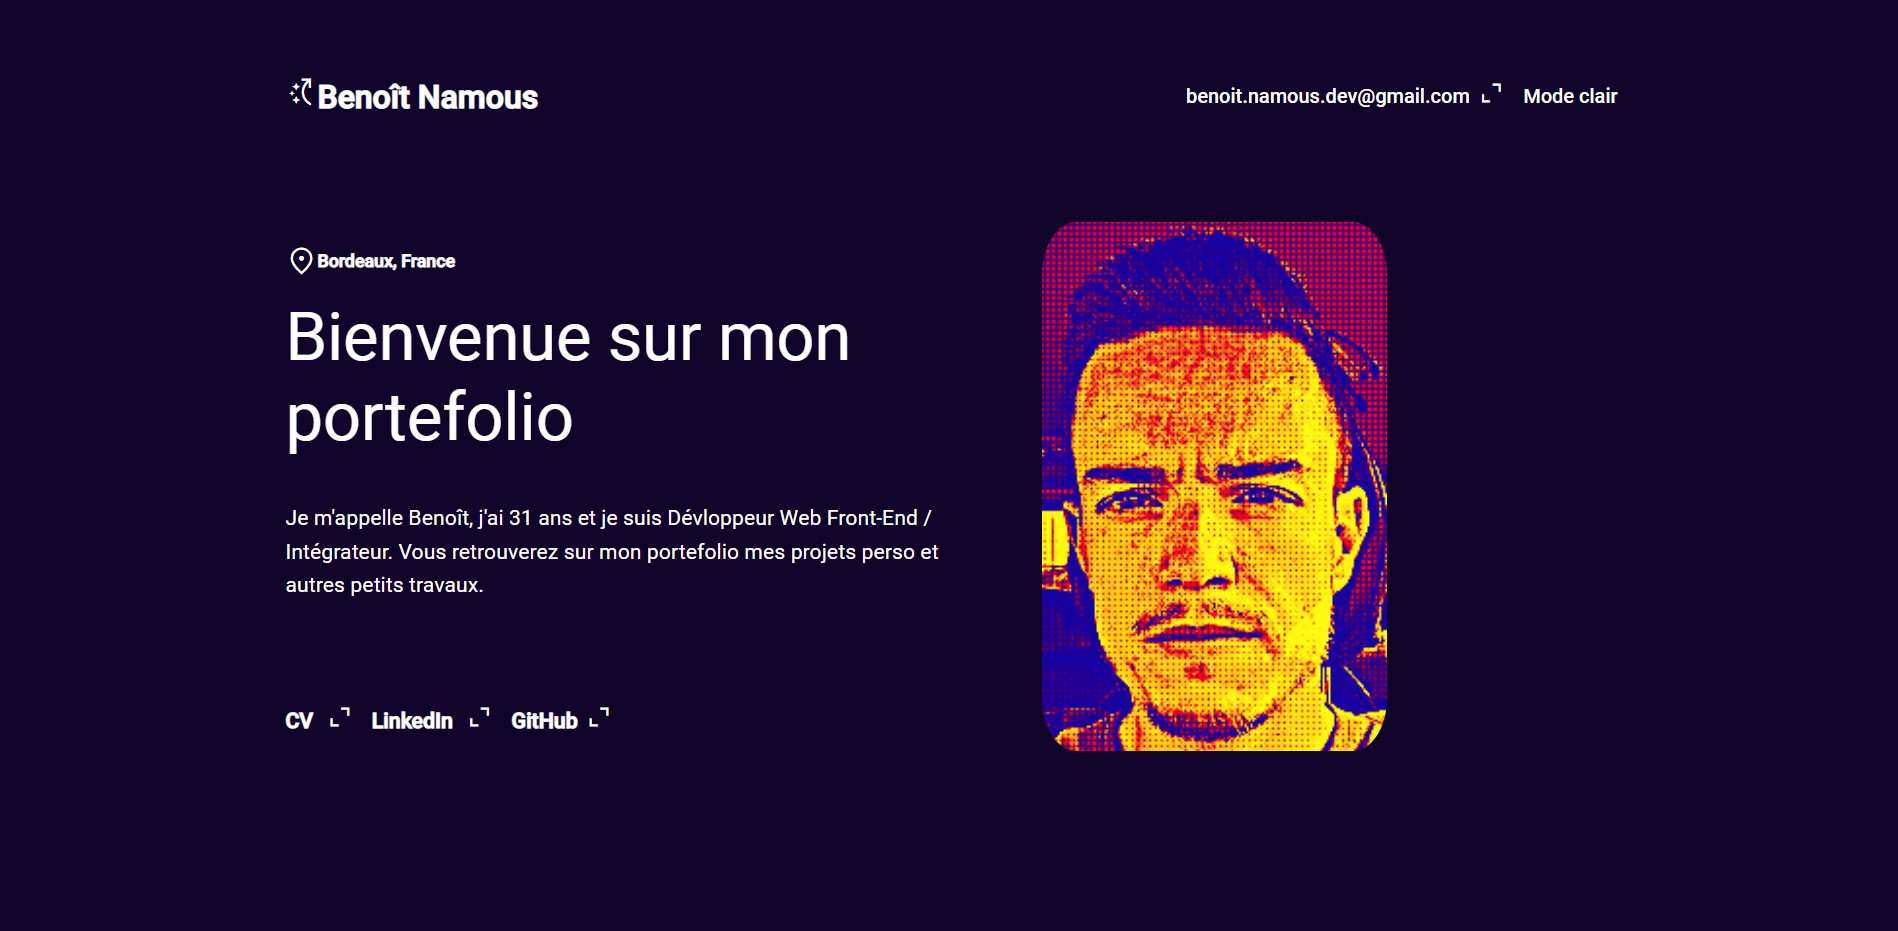 Benoît Namous
benoit.namous.dev@gmail.com
Mode clair
Bordeaux, France
Bienvenue sur mon
portefolio
Je m'appelle Benoît, j'ai 31 ans et je suis Dévloppeur Web Front-End /
Intégrateur. Vous retrouverez sur mon portefolio mes projets perso et
autres petits travaux.
CV
LinkedIn
GitHub